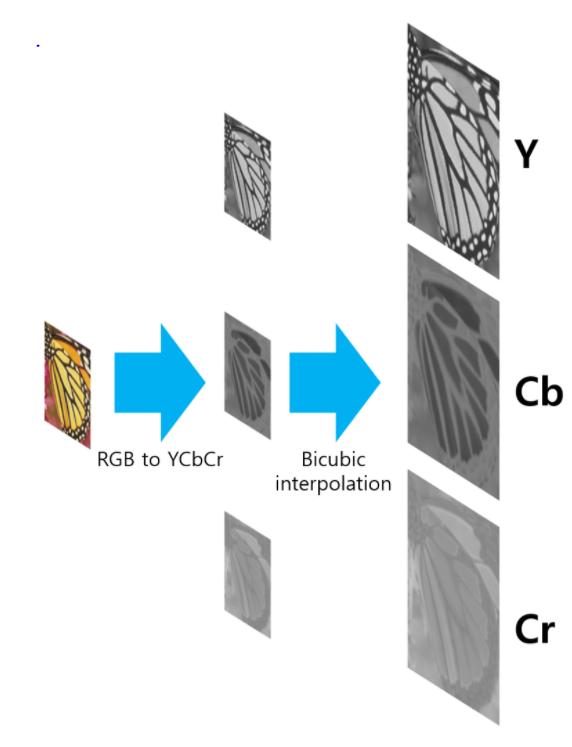 Y
RGB to YCbCr
Bicubic
interpolation
Cb
Cr